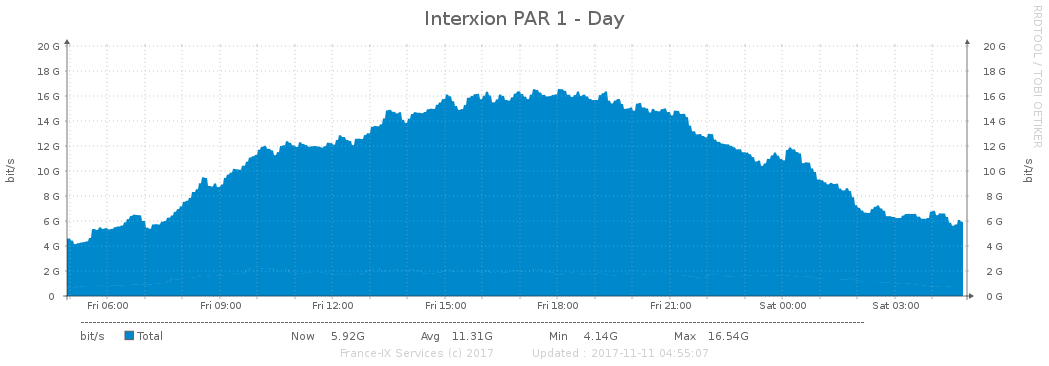 Interxion PAR 1 - Day
RRDTOOL / TOBI OETIKER
20 G 20 G
18 G 18 G
16 G 16 G
14 G 14 G
12 G 12 G
10 G 10 G
8 G 8 G
6 G 6 G
4 G 4 G
2 G 2 G
0 0 G
bit/s
bit/s
Fri 06:00 Fri 09:00 Fri 12:00 Fri 15:00 Fri 18:00 Fri 21:00 Sat 00:00 Sat 03:00
bit/s Total Now 5.92G Avg 11.31G Min 4.14G Max 16.54G
France-IX Services (c) 2017 Updated : 2017-11-11 04:55:07